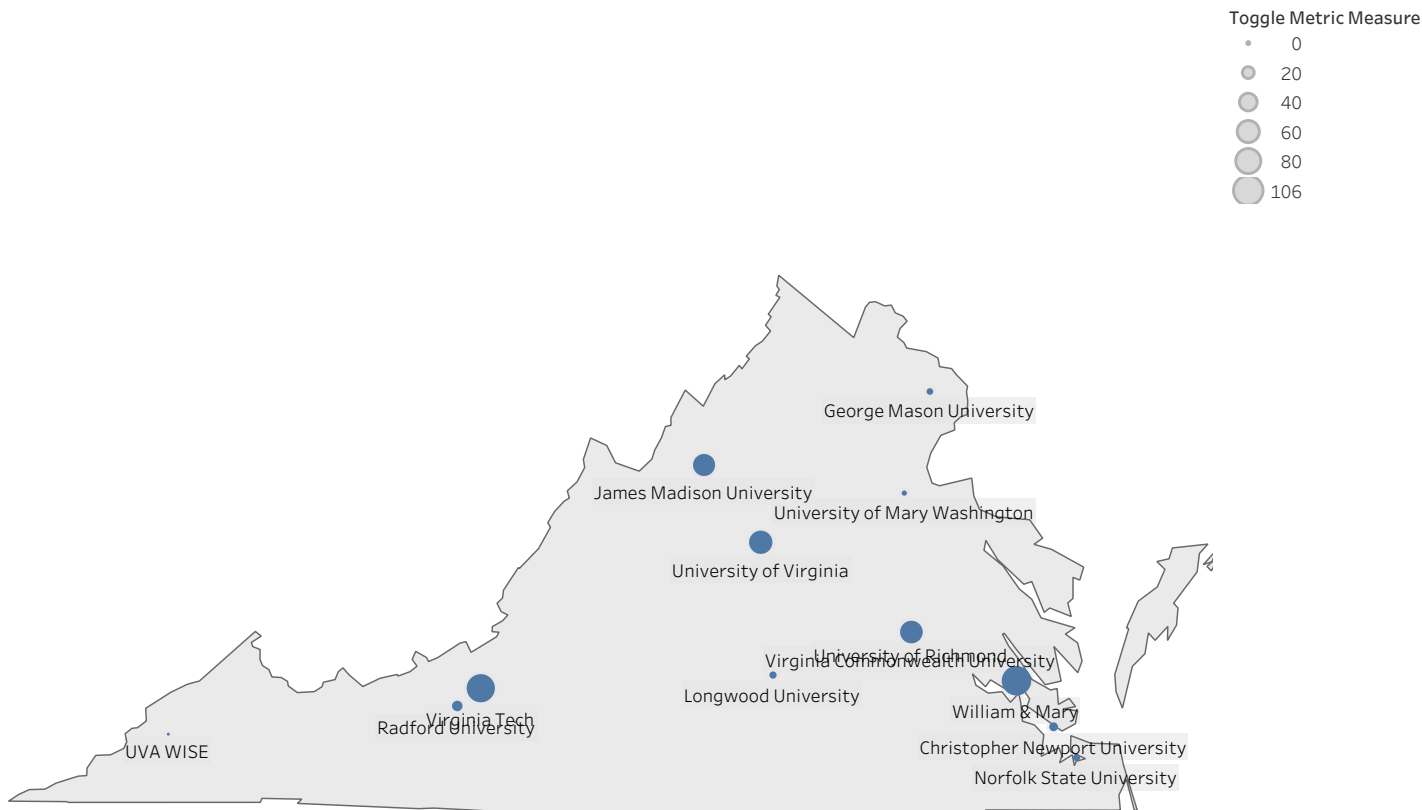 Toggle Metric Measure
0
20
40
60
80
106
George Mason University
James Madison University
University of Mary Washington
University of Virginia
University of Richmond
Virginia Commonwealth University
Longwood University
William & Mary
Virginia Tech
Radford University
Christopher Newport University
UVA WISE
Norfolk State University